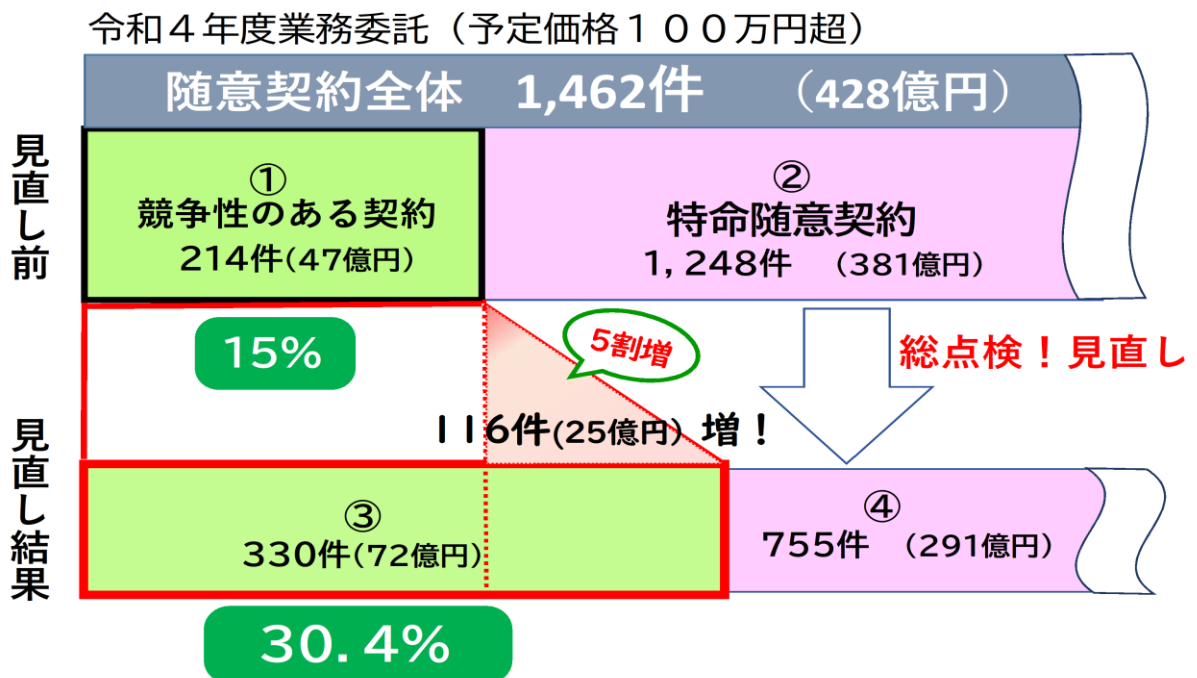 令和４年度業務委託（予定価格１００万円超）
随意契約全体 1,462件 （428億円）
見直し前
①
競争性のある契約
214件(47億円)
②
特命随意契約
1,248件 (381億円)
15%
5割増
総点検！見直し
116件(25億円) 増！
見直し結果
③
330件(72億円)
④
755件 (291億円)
30.4%